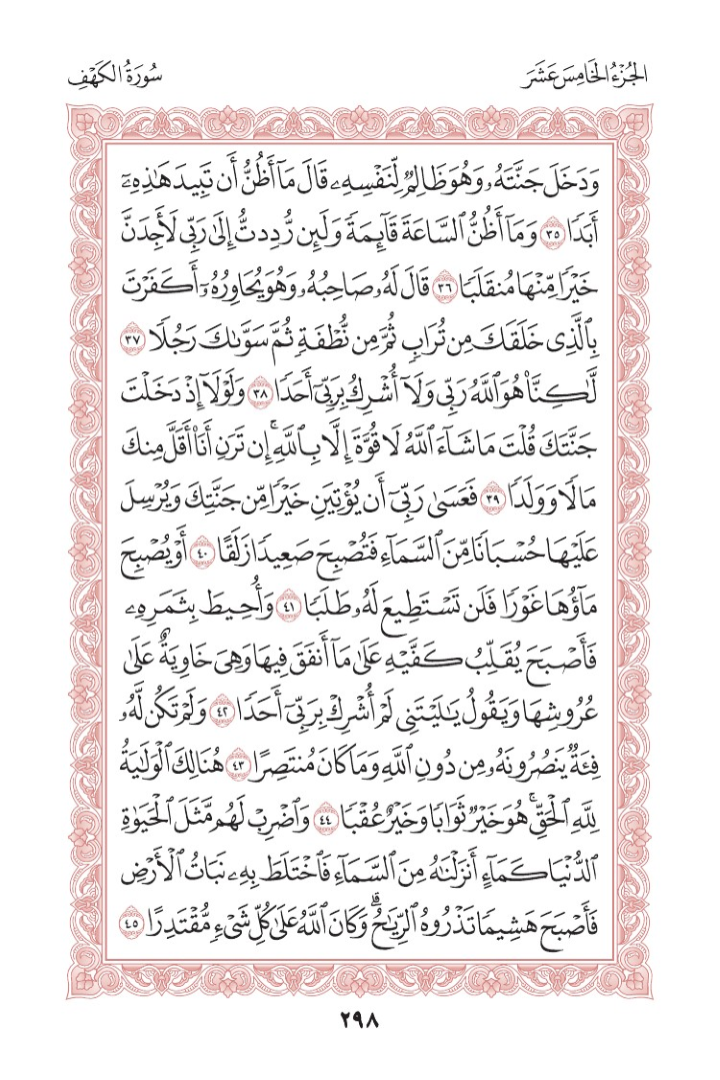 الجُزْءُ الخَامِسَ عَشَرَ
سُورَةُ الكَهْفِ
وَدَخَلَ جَنَّتَهُۥ وَهُوَ ظَالِمٞ لِّنَفۡسِهِۦ قَالَ مَآ أَظُنُّ أَن تَبِيدَ هَٰذِهِۦٓ
أَبَدٗا ٣٥ وَمَآ أَظُنُّ ٱلسَّاعَةَ قَآئِمَةٗ وَلَئِن رُّدِدتُّ إِلَىٰ رَبِّي لَأَجِدَنَّ
خَيۡرٗا مِّنۡهَا مُنقَلَبٗا ٣٦ قَالَ لَهُۥ صَاحِبُهُۥ وَهُوَ يُحَاوِرُهُۥٓ أَكَفَرۡتَ
بِٱلَّذِي خَلَقَكَ مِن تُرَابٖ ثُمَّ مِن نُّطۡفَةٖ ثُمَّ سَوَّىٰكَ رَجُلٗا ٣٧
لَّٰكِنَّا۠ هُوَ ٱللَّهُ رَبِّي وَلَآ أُشۡرِكُ بِرَبِّيٓ أَحَدٗا ٣٨ وَلَوۡلَآ إِذۡ دَخَلۡتَ
جَنَّتَكَ قُلۡتَ مَا شَآءَ ٱللَّهُ لَا قُوَّةَ إِلَّا بِٱللَّهِۚ إِن تَرَنِ أَنَا۠ أَقَلَّ مِنكَ
مَالٗا وَوَلَدٗا ٣٩ فَعَسَىٰ رَبِّيٓ أَن يُؤۡتِيَنِ خَيۡرٗا مِّن جَنَّتِكَ وَيُرۡسِلَ
عَلَيۡهَا حُسۡبَانٗا مِّنَ ٱلسَّمَآءِ فَتُصۡبِحَ صَعِيدٗا زَلَقًا ٤٠ أَوۡ يُصۡبِحَ
مَآؤُهَا غَوۡرٗا فَلَن تَسۡتَطِيعَ لَهُۥ طَلَبٗا ٤١ وَأُحِيطَ بِثَمَرِهِۦ
فَأَصۡبَحَ يُقَلِّبُ كَفَّيۡهِ عَلَىٰ مَآ أَنفَقَ فِيهَا وَهِيَ خَاوِيَةٌ عَلَىٰ
عُرُوشِهَا وَيَقُولُ يَٰلَيۡتَنِي لَمۡ أُشۡرِكۡ بِرَبِّيٓ أَحَدٗا ٤٢ وَلَمۡ تَكُن لَّهُۥ
فِئَةٞ يَنصُرُونَهُۥ مِن دُونِ ٱللَّهِ وَمَا كَانَ مُنتَصِرًا ٤٣ هُنَالِكَ ٱلۡوَلَٰيَةُ
لِلَّهِ ٱلۡحَقِّۚ هُوَ خَيۡرٞ ثَوَابٗا وَخَيۡرٌ عُقۡبٗا ٤٤ وَٱضۡرِبۡ لَهُم مَّثَلَ ٱلۡحَيَوٰةِ
ٱلدُّنۡيَا كَمَآءٍ أَنزَلۡنَٰهُ مِنَ ٱلسَّمَآءِ فَٱخۡتَلَطَ بِهِۦ نَبَاتُ ٱلۡأَرۡضِ
فَأَصۡبَحَ هَشِيمٗا تَذۡرُوهُ ٱلرِّيَٰحُۗ وَكَانَ ٱللَّهُ عَلَىٰ كُلِّ شَيۡءٖ مُّقۡتَدِرًا ٤٥
٢٩٨